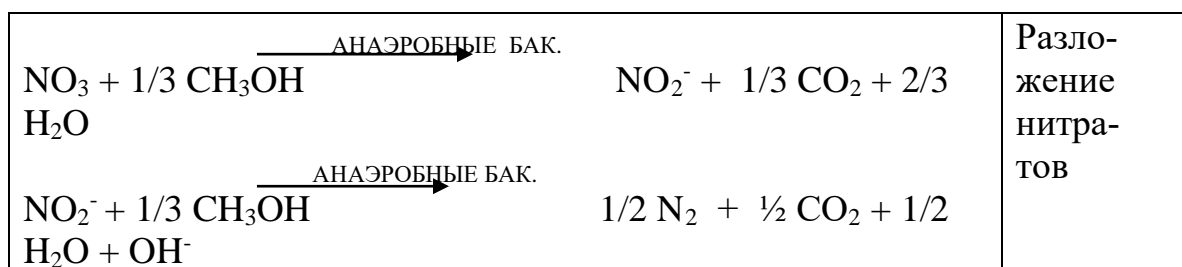 АНАЭРОБНЫЕ БАК.
NO₃ + 1/3 CH₃OH NO₂⁻ + 1/3 CO₂ + 2/3
H₂O
АНАЭРОБНЫЕ БАК.
NO₂⁻ + 1/3 CH₃OH 1/2 N₂ + ½ CO₂ + 1/2
H₂O + OH⁻
Разло-
жение
нитра-
тов